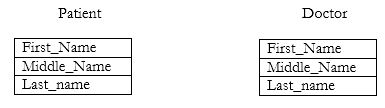 Patient
First_Name
Middle_Name
Last_name
Doctor
First_Name
Middle_Name
Last_name